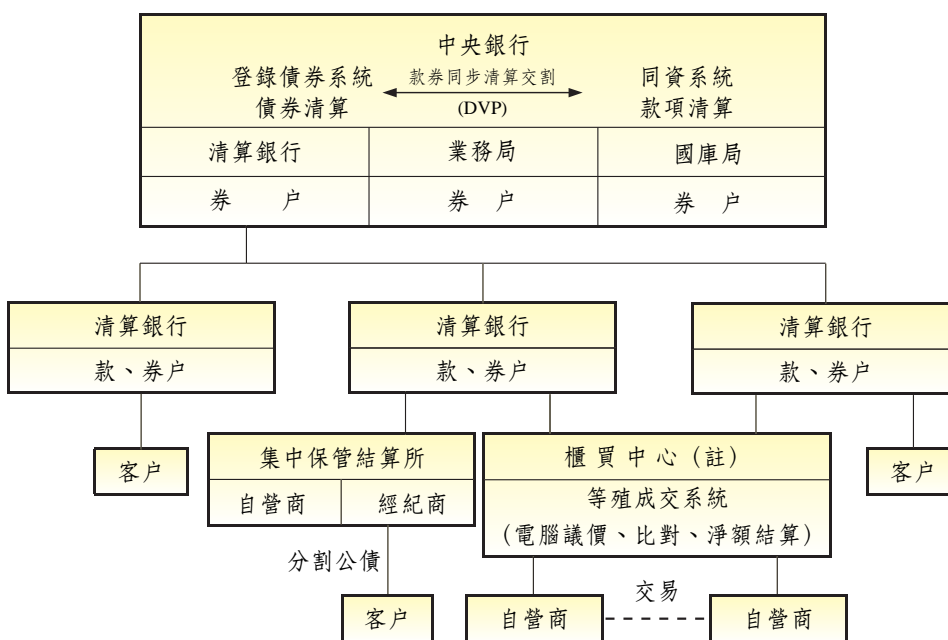 中央銀行
登錄債券系統 款券同步清算交割 同資系統
債券清算 (DVP) 款項清算
清算銀行 業務局 國庫局
券 戶 券 戶 券 戶
清算銀行 清算銀行 清算銀行
款、券戶 款、券戶 款、券戶
客戶 集中保管結算所 櫃買中心(註) 客戶
自營商 經紀商 等殖成交系統
(電腦議價、比對、淨額結算)
分割公債
交易
客戶 自營商 自營商